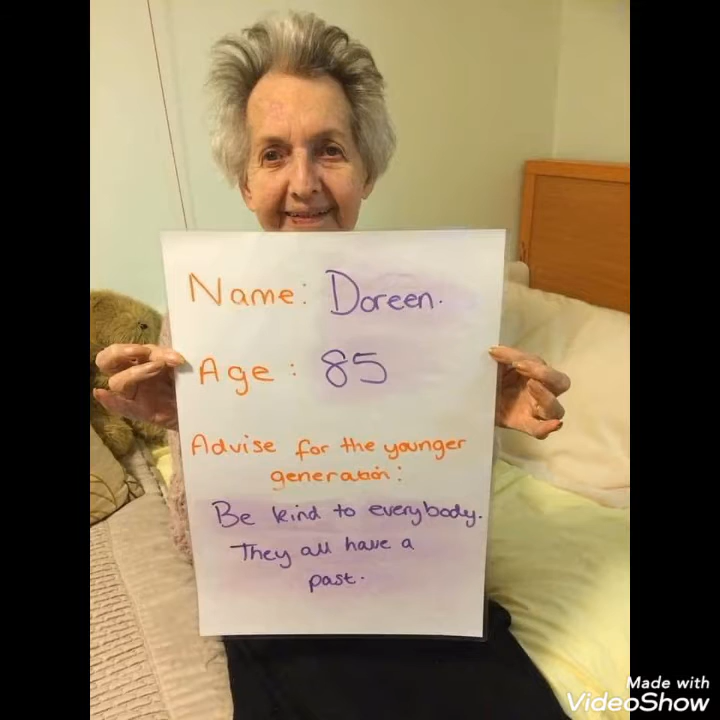 Name: Doreen.
Age: 85
Advise for the younger
generation:
Be kind to everybody.
They all have a
past.
Made with
VideoShow